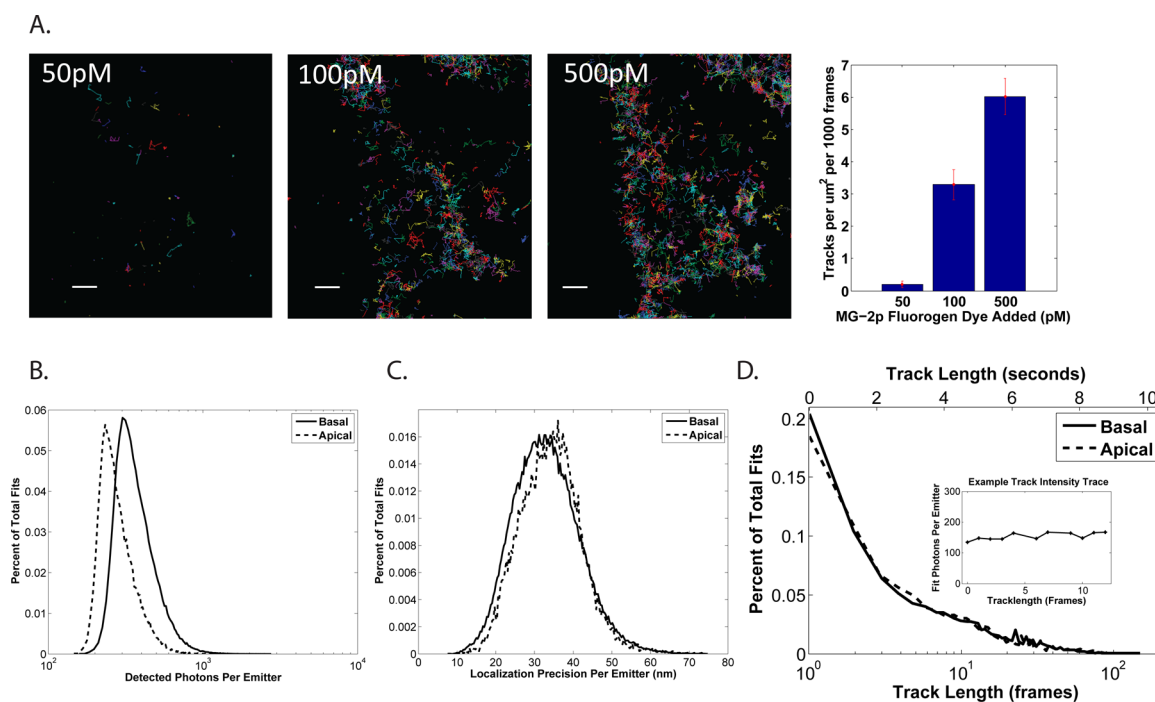 A.
50pM
100pM
500pM
Tracks per um² per 1000 frames
7
6
5
4
3
2
1
0
50 100 500
MG−2p Fluorogen Dye Added (pM)
B.
Percent of Total Fits
0.06
0.05
0.04
0.03
0.02
0.01
0
10² 10³ 10⁴
Detected Photons Per Emitter
Basal
Apical
C.
Percent of Total Fits
0.016
0.014
0.012
0.010
0.008
0.006
0.004
0.002
0
0 10 20 30 40 50 60 70 80
Localization Precision Per Emitter (nm)
Basal
Apical
D.
Track Length (seconds)
0 2 4 6 8 10
Percent of Total Fits
0.2
0.15
0.1
0.05
0
Basal
Apical
Example Track Intensity Trace
Fit Photons Per Emitter
300
200
100
0
0 5 10
Tracklength (Frames)
10⁰ 10¹ 10²
Track Length (frames)